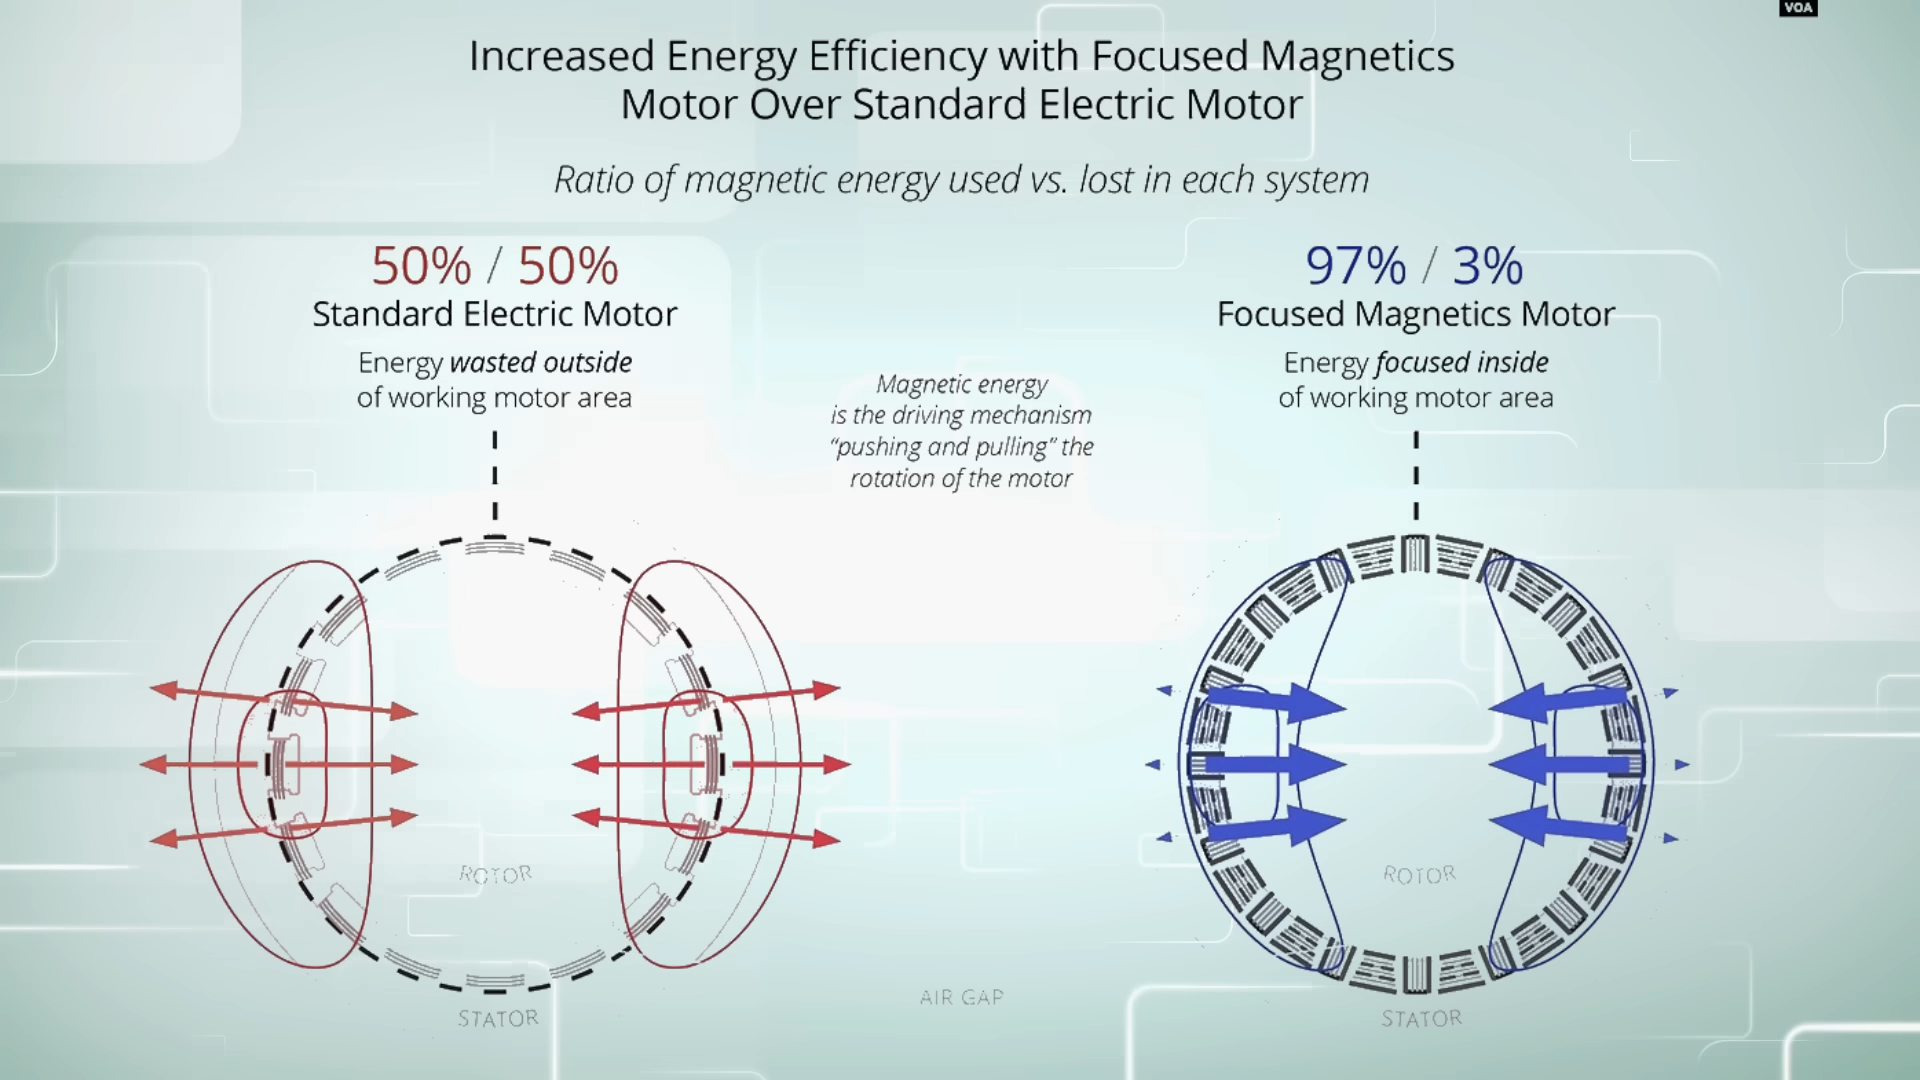 VOA
Increased Energy Efficiency with Focused Magnetics
Motor Over Standard Electric Motor
Ratio of magnetic energy used vs. lost in each system
50% / 50%
Standard Electric Motor
Energy wasted outside
of working motor area
Magnetic energy
is the driving mechanism
“pushing and pulling” the
rotation of the motor
97% / 3%
Focused Magnetics Motor
Energy focused inside
of working motor area
ROTOR
STATOR
AIR GAP
ROTOR
STATOR